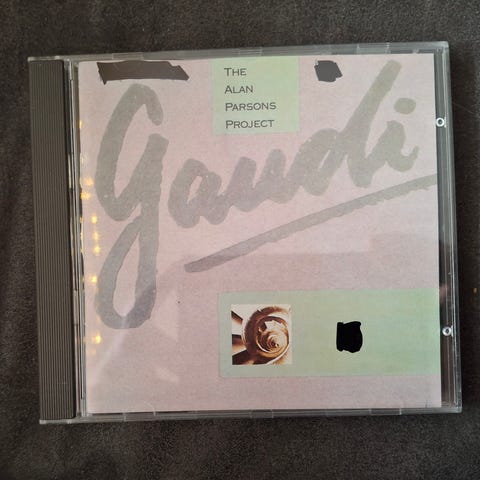 THE
ALAN
PARSONS
PROJECT
Gaudi